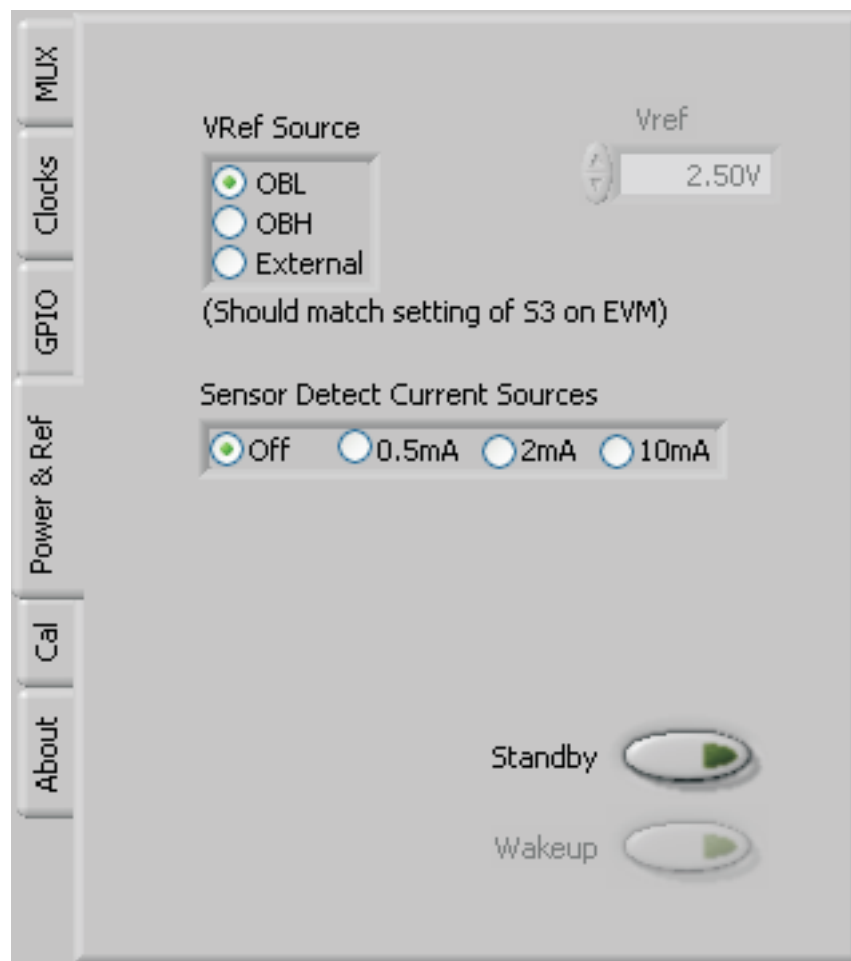 MUX
Clocks
GPIO
Power & Ref
Cal
About
VRef Source
OBL
OBH
External
(Should match setting of S3 on EVM)
Vref
2.50V
Sensor Detect Current Sources
Off 0.5mA 2mA 10mA
Standby
Wakeup